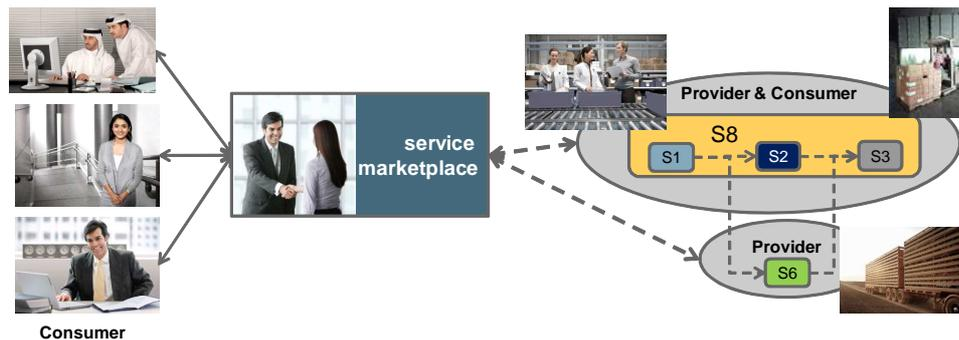 Consumer
service
marketplace
Provider & Consumer
S8
S1
S2
S3
Provider
S6